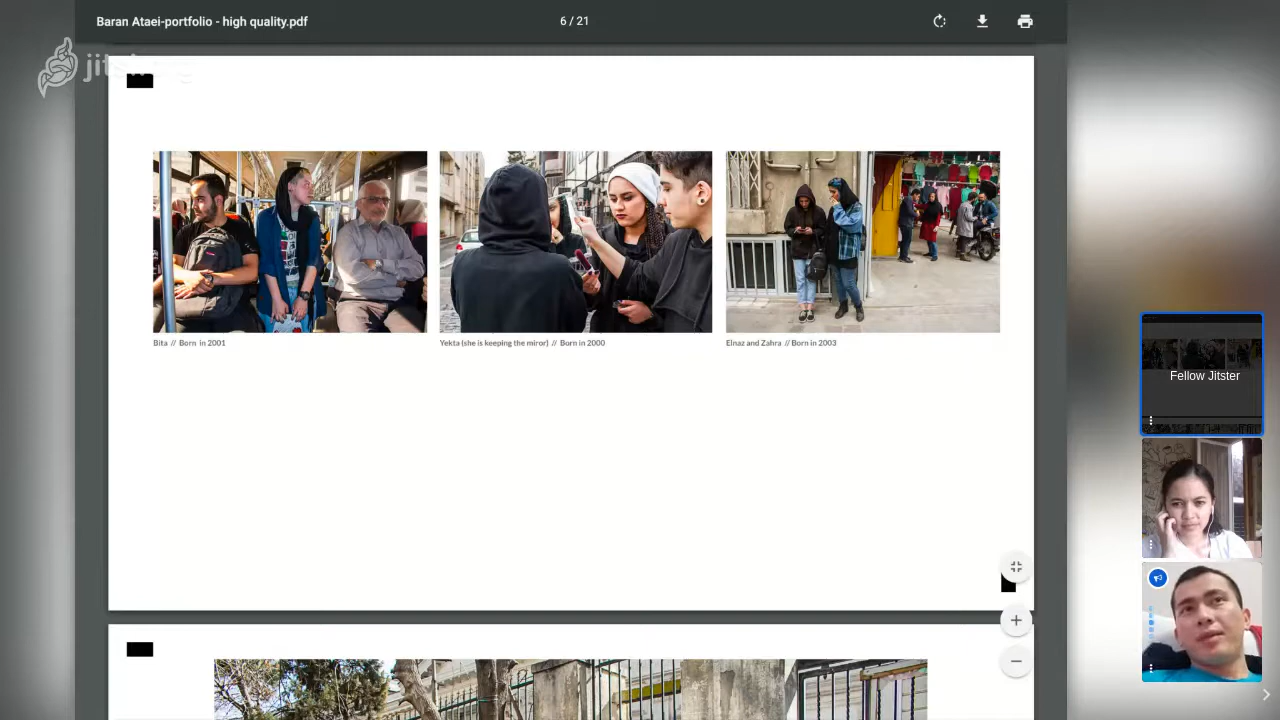 Baran Ataei-portfolio - high quality.pdf
6 / 21
Bita // Born in 2001
Yekta (she is keeping the miror) // Born in 2000
Elnaz and Zahra // Born in 2003
Fellow Jitster